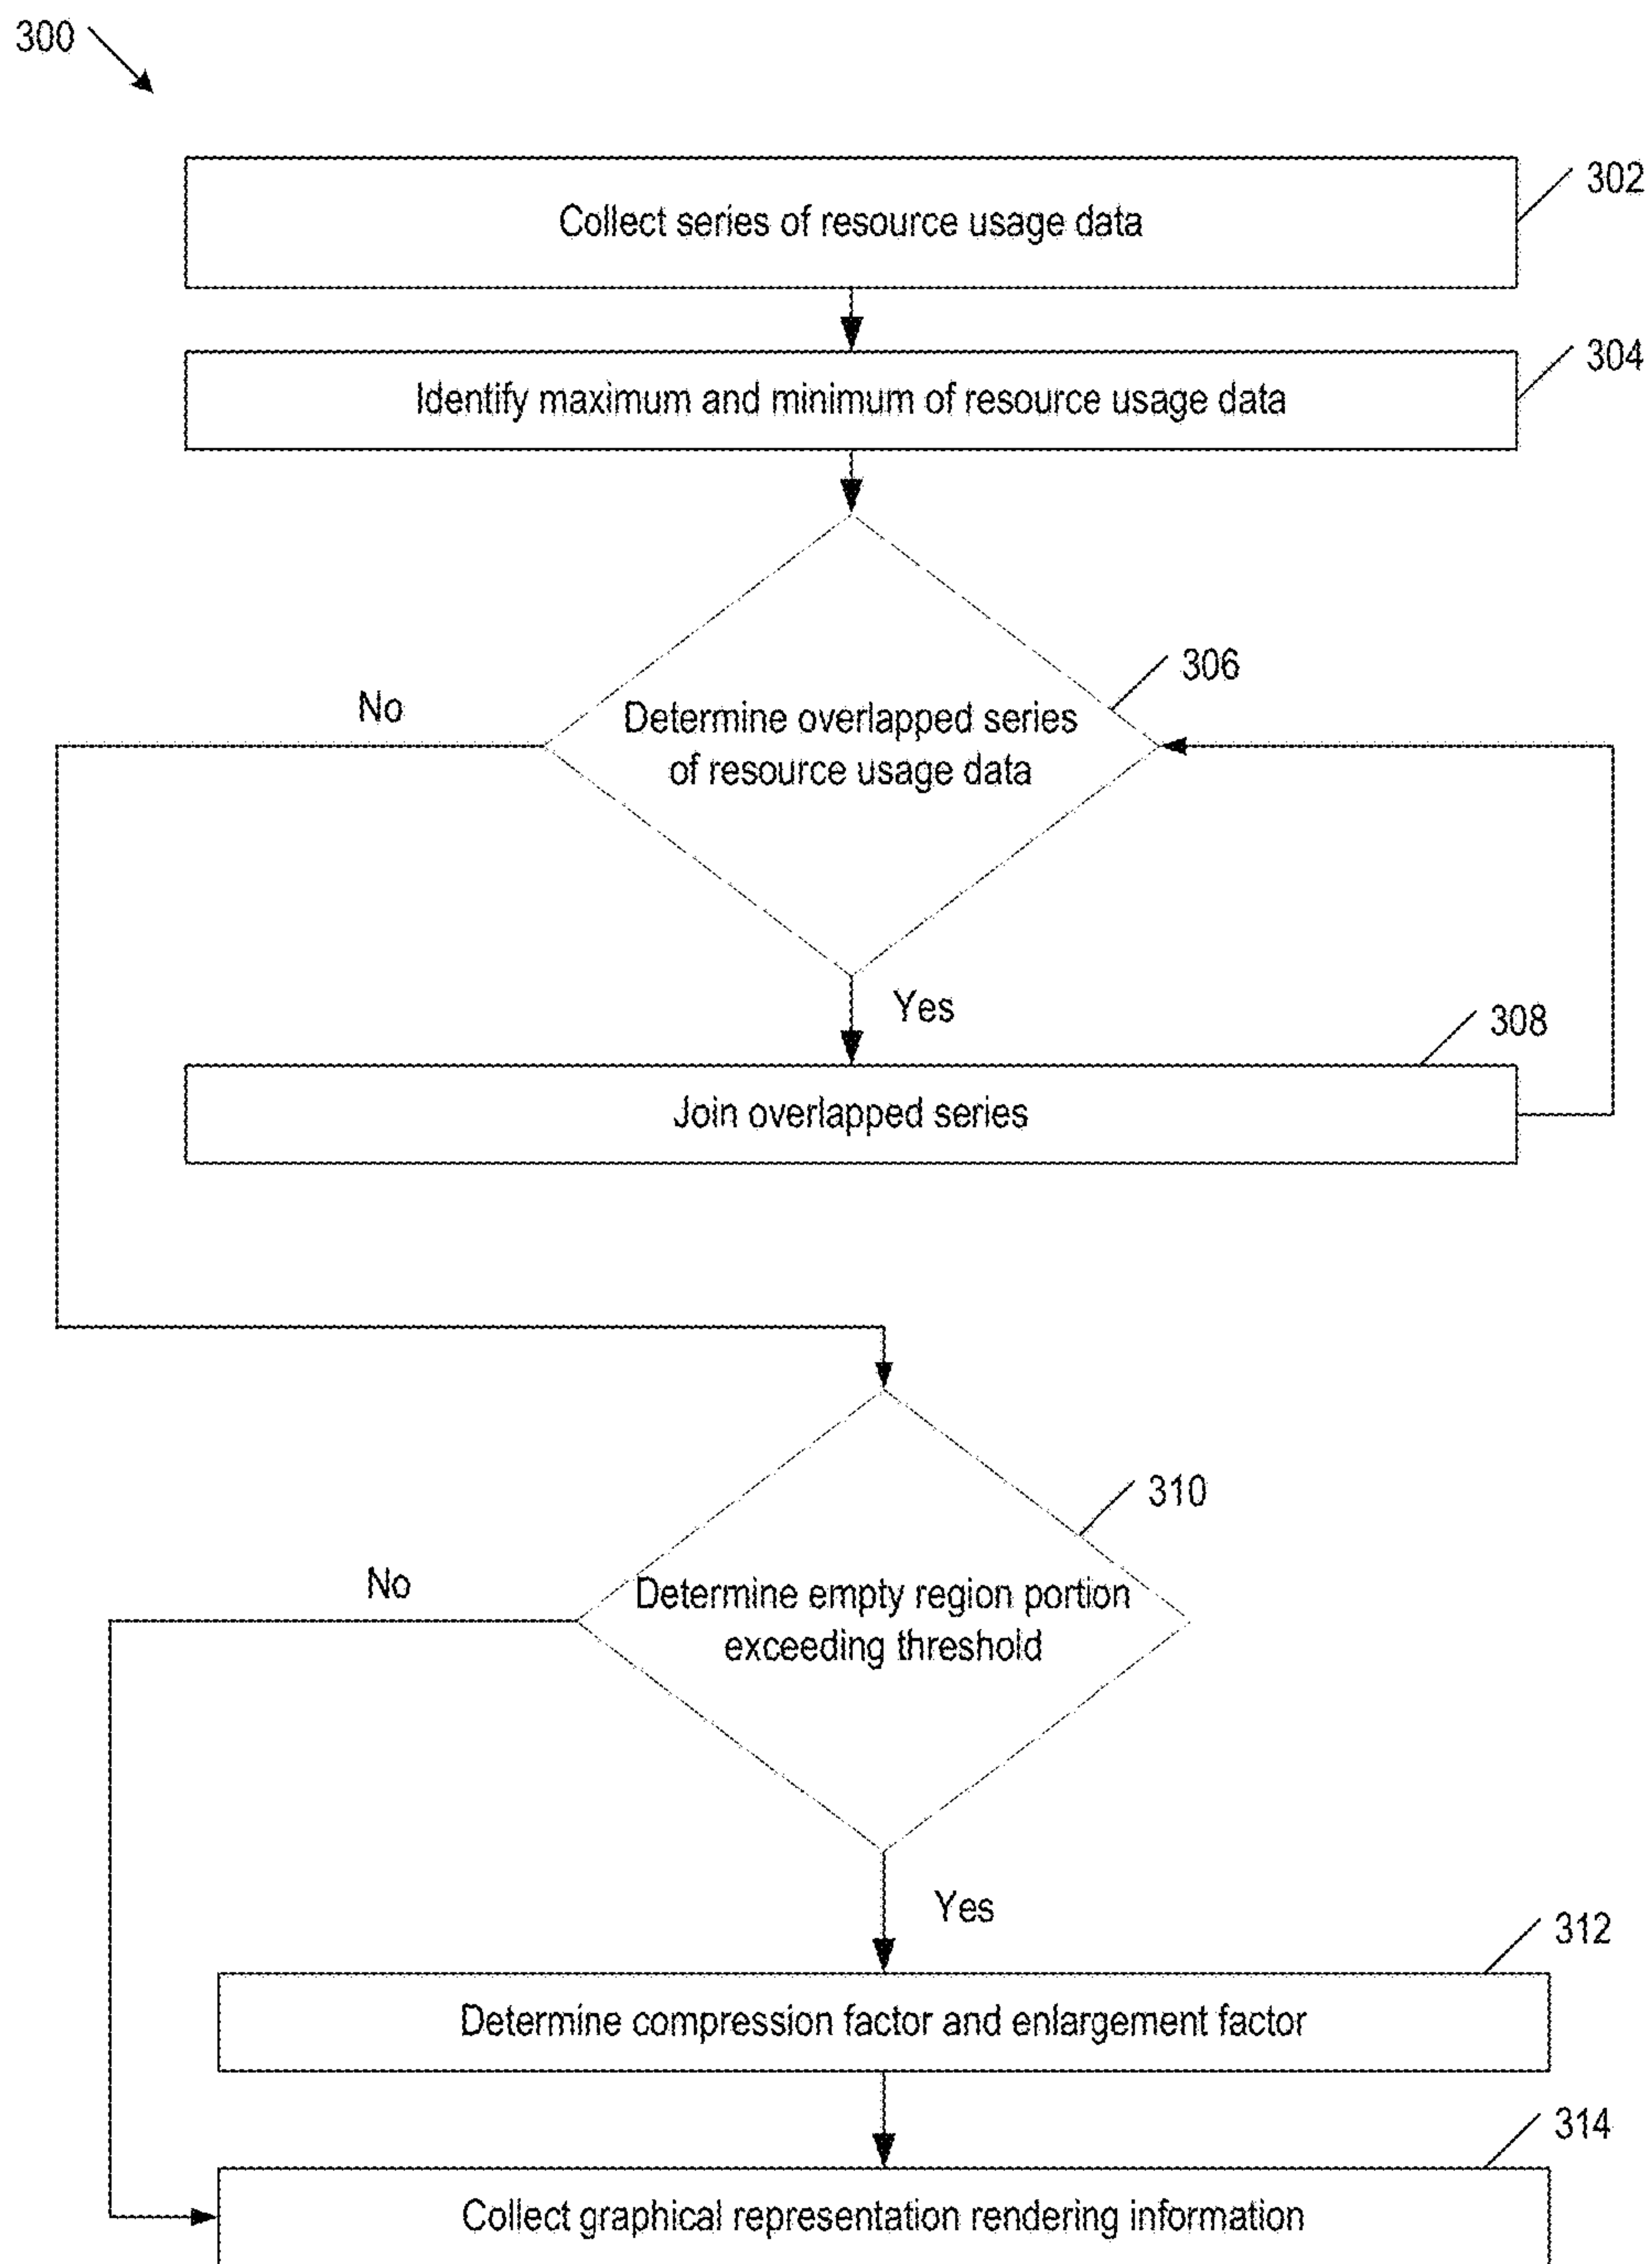 300
302
Collect series of resource usage data
304
Identify maximum and minimum of resource usage data
306
No
Determine overlapped series
of resource usage data
Yes
308
Join overlapped series
310
No
Determine empty region portion
exceeding threshold
Yes
312
Determine compression factor and enlargement factor
314
Collect graphical representation rendering information